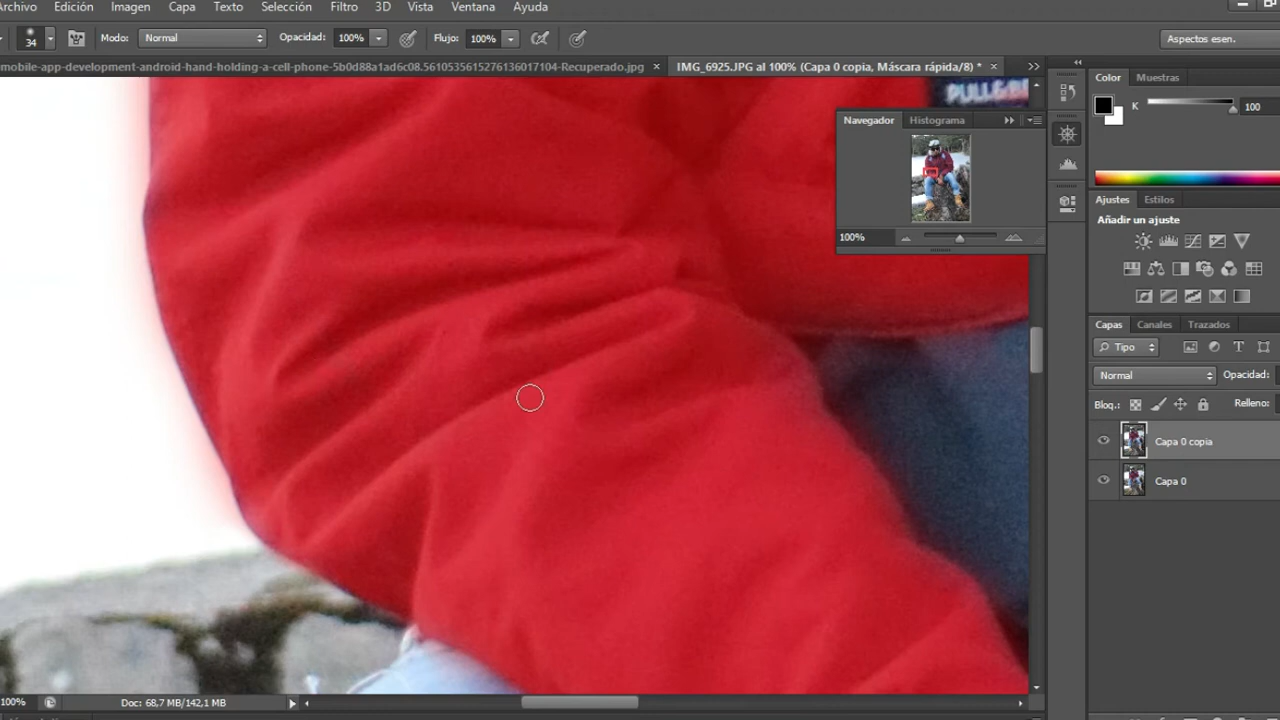 Archivo Edición Imagen Capa Texto Selección Filtro 3D Vista Ventana Ayuda
34 Modo: Normal Opacidad: 100% Flujo: 100% Aspectos esen.
mobile-app-development-android-hand-holding-a-cell-phone-5b0d88a1ad6c08.5610535615276136017104-Recuperado.jpg × IMG_6925.JPG al 100% (Capa 0 copia, Máscara rápida/8) * ×
Color Muestras
K 100
PULL&BE
Navegador Histograma
100%
Ajustes Estilos
Añadir un ajuste
Capas Canales Trazados
Tipo
Normal Opacidad:
Bloq.: Relleno:
Capa 0 copia
Capa 0
100% Doc: 68,7 MB/142,1 MB